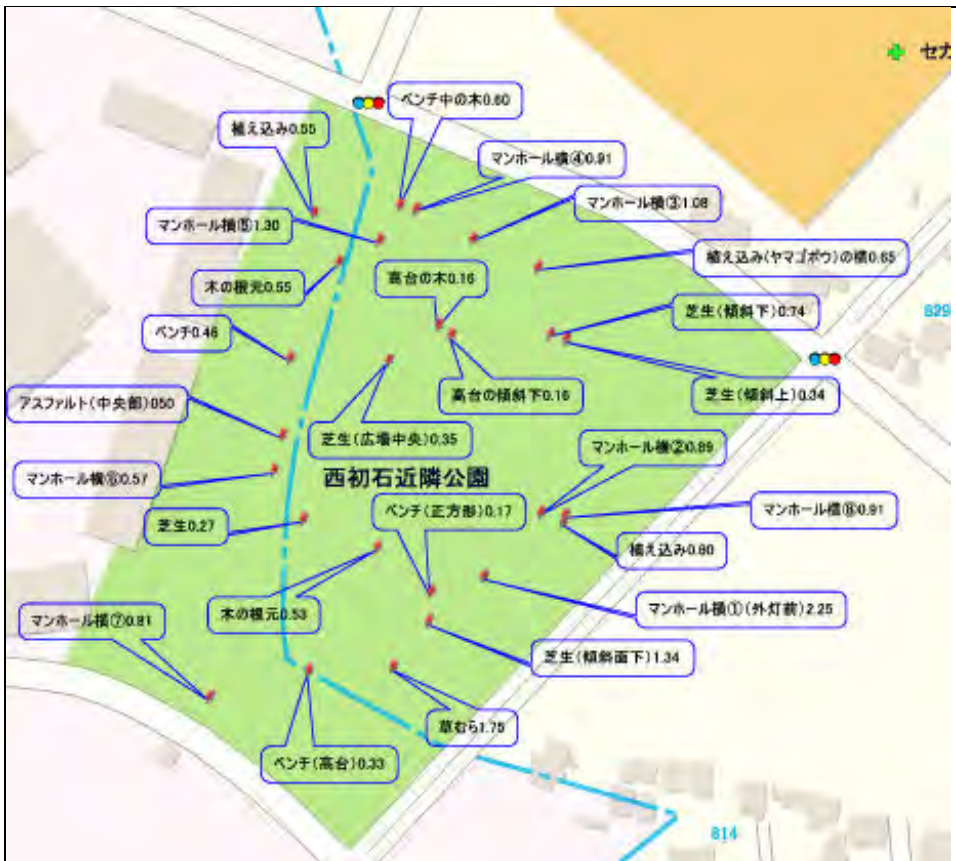 セカ
ベンチ中の木0.60
植え込み0.55
マンホール横④0.91
マンホール横③1.08
マンホール横⑤1.30
植え込み(ヤマゴボウ)の横0.65
木の根元0.55
高台の木0.16
芝生(傾斜下)0.74
829
ベンチ0.46
高台の傾斜下0.16
芝生(傾斜上)0.34
アスファルト(中央部)050
芝生(広場中央)0.35
マンホール横②0.89
マンホール横⑥0.57
西初石近隣公園
ベンチ(正方形)0.17
マンホール横⑧0.91
芝生0.27
植え込み0.80
木の根元0.53
マンホール横①(外灯前)2.25
マンホール横⑦0.81
芝生(傾斜面下)1.34
草むら1.75
ベンチ(高台)0.33
814